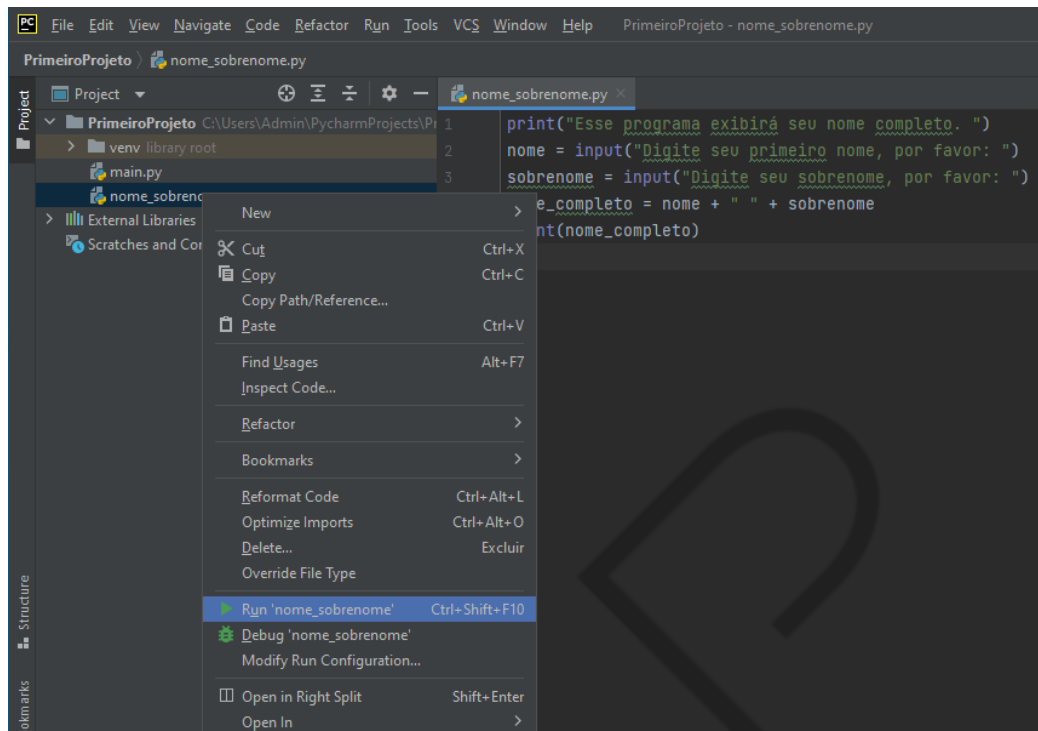 PC File Edit View Navigate Code Refactor Run Tools VCS Window Help PrimeiroProjeto - nome_sobrenome.py
PrimeiroProjeto nome_sobrenome.py
Project
Project
nome_sobrenome.py
PrimeiroProjeto C:\Users\Admin\PycharmProjects\Pr
venv library root
main.py
nome_sobreno
External Libraries
Scratches and Cor
1 print("Esse programa exibirá seu nome completo. ")
2 nome = input("Digite seu primeiro nome, por favor: ")
3 sobrenome = input("Digite seu sobrenome, por favor: ")
e_completo = nome + " " + sobrenome
nt(nome_completo)
New
Cut Ctrl+X
Copy Ctrl+C
Copy Path/Reference...
Paste Ctrl+V
Find Usages Alt+F7
Inspect Code...
Refactor
Bookmarks
Reformat Code Ctrl+Alt+L
Optimize Imports Ctrl+Alt+O
Delete... Excluir
Override File Type
Run 'nome_sobrenome' Ctrl+Shift+F10
Debug 'nome_sobrenome'
Modify Run Configuration...
Open in Right Split Shift+Enter
Open In
Structure
okmarks